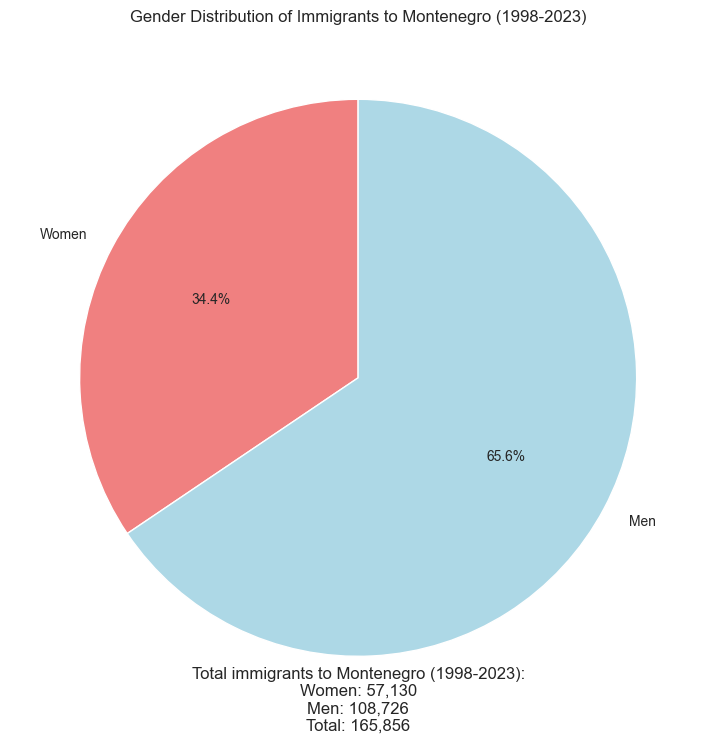 Gender Distribution of Immigrants to Montenegro (1998-2023)
Women
34.4%
65.6%
Men
Total immigrants to Montenegro (1998-2023):
Women: 57,130
Men: 108,726
Total: 165,856